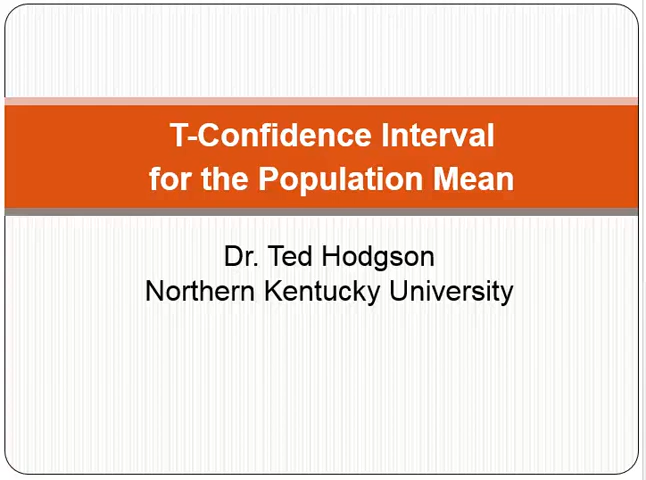 T-Confidence Interval
for the Population Mean
Dr. Ted Hodgson
Northern Kentucky University